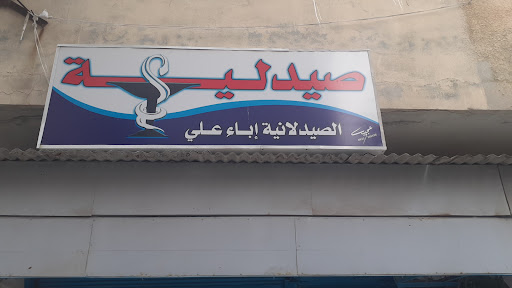 صيدلية
الصيدلانية إباء علي